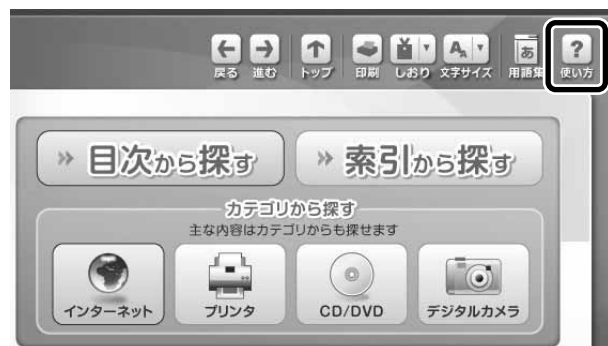 戻る 進む トップ 印刷 しおり 文字サイズ 用語集 使い方
目次から探す 索引から探す
カテゴリから探す
主な内容はカテゴリからも探せます
インターネット プリンタ CD/DVD デジタルカメラ